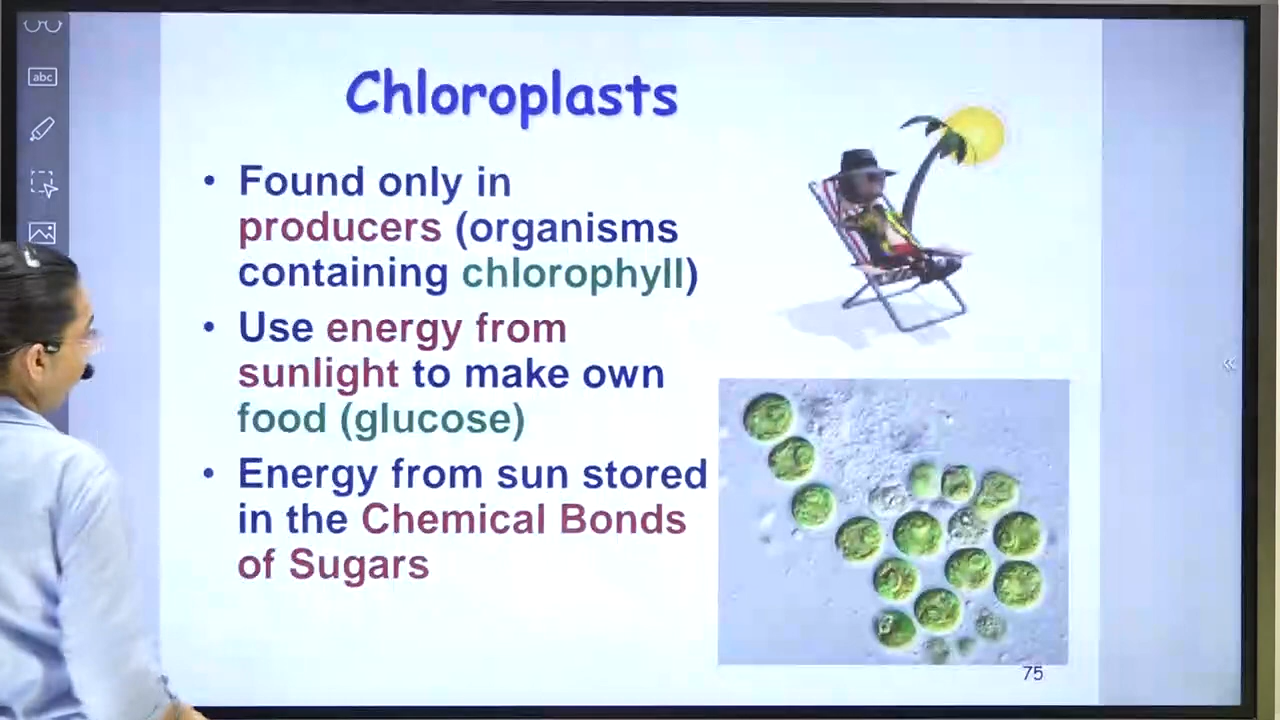 abc
Chloroplasts
• Found only in
producers (organisms
containing chlorophyll)
• Use energy from
sunlight to make own
food (glucose)
• Energy from sun stored
in the Chemical Bonds
of Sugars
75